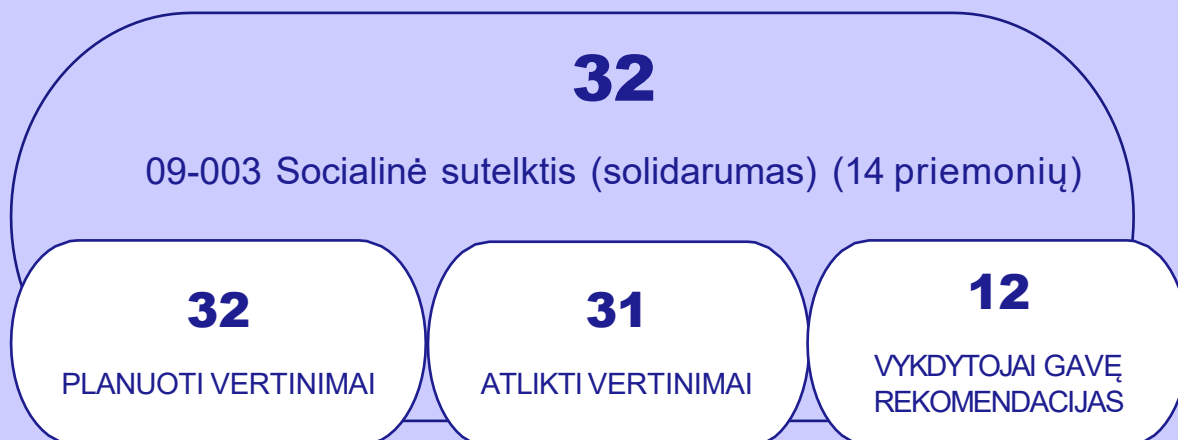 32
09-003 Socialinė sutelktis (solidarumas) (14 priemonių)
32
PLANUOTI VERTINIMAI
31
ATLIKTI VERTINIMAI
12
VYKDYTOJAI GAVĘ
REKOMENDACIJAS